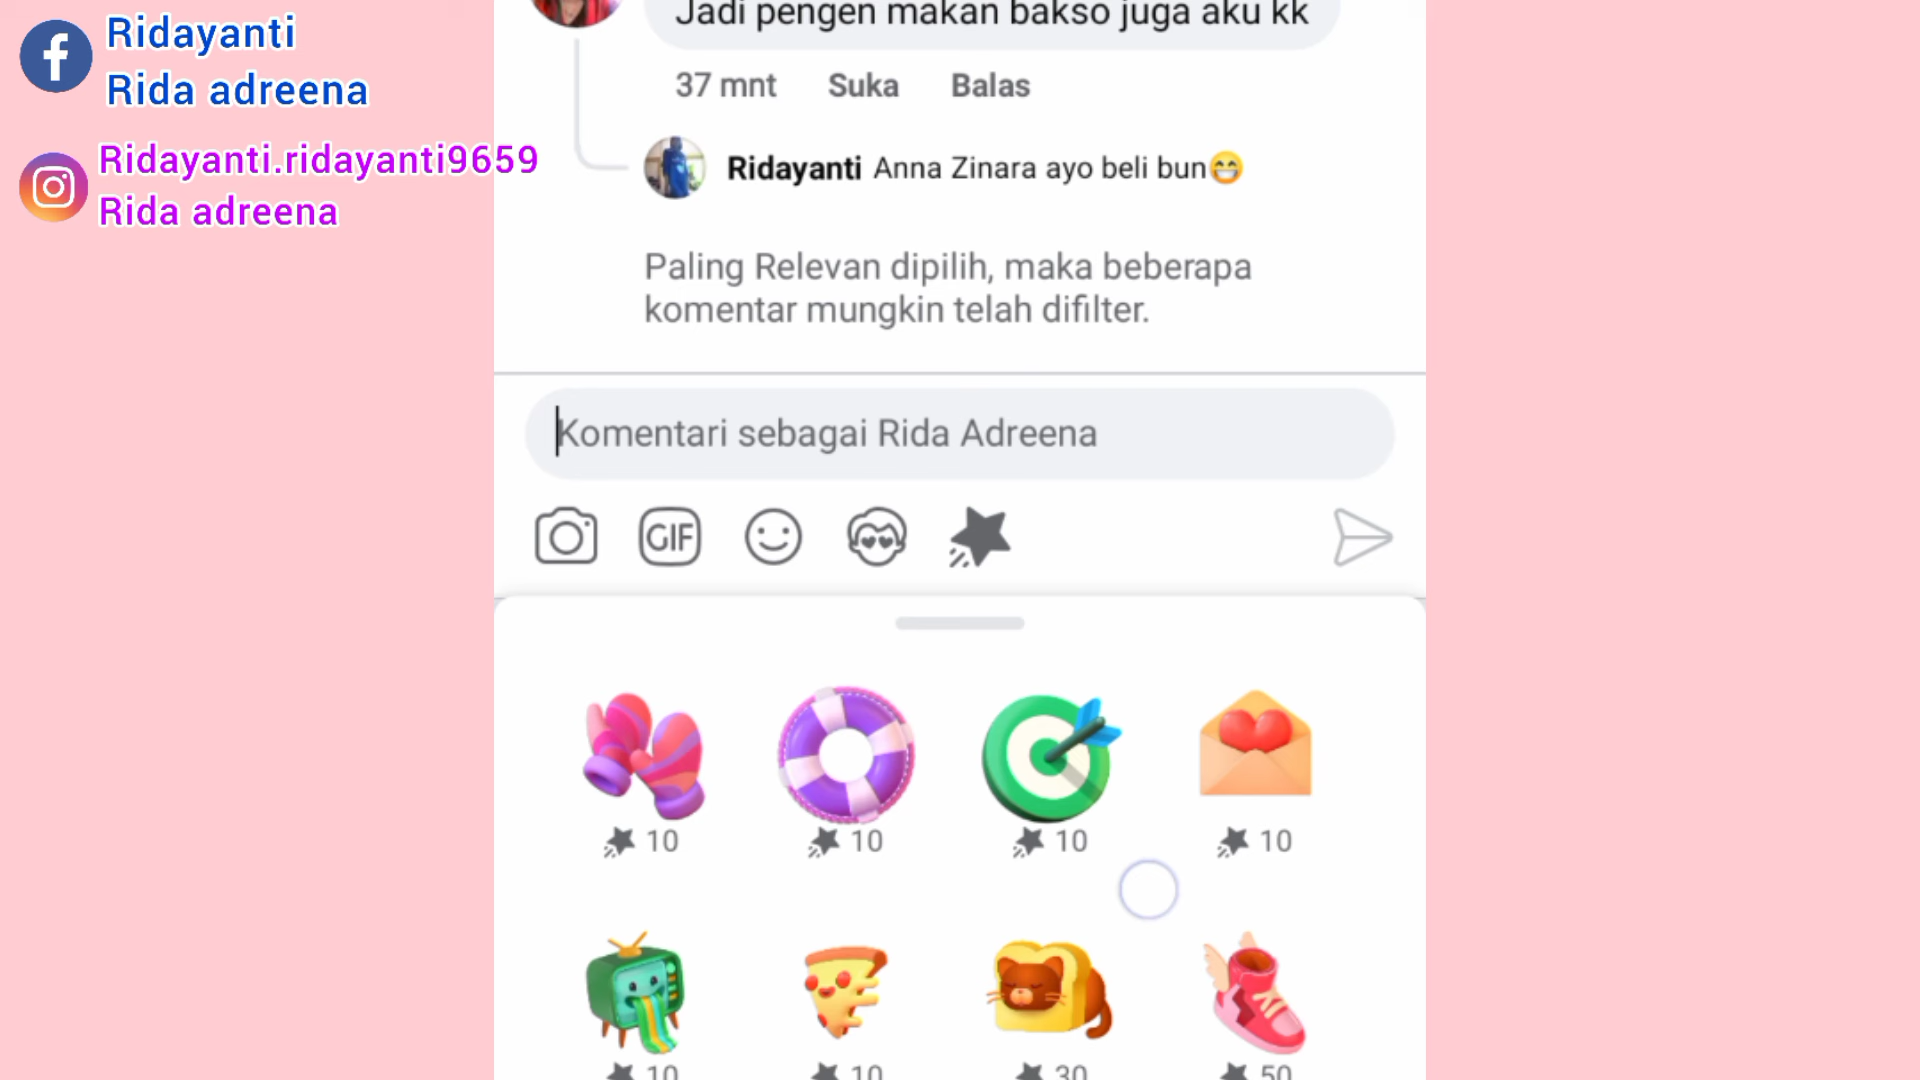 Ridayanti
Rida adreena
Ridayanti.ridayanti9659
Rida adreena
Jadi pengen makan bakso juga aku kk
37 mnt Suka Balas
Ridayanti Anna Zinara ayo beli bun😁
Paling Relevan dipilih, maka beberapa
komentar mungkin telah difilter.
Komentari sebagai Rida Adreena
GIF
10 10 10 10
10 10 30 50